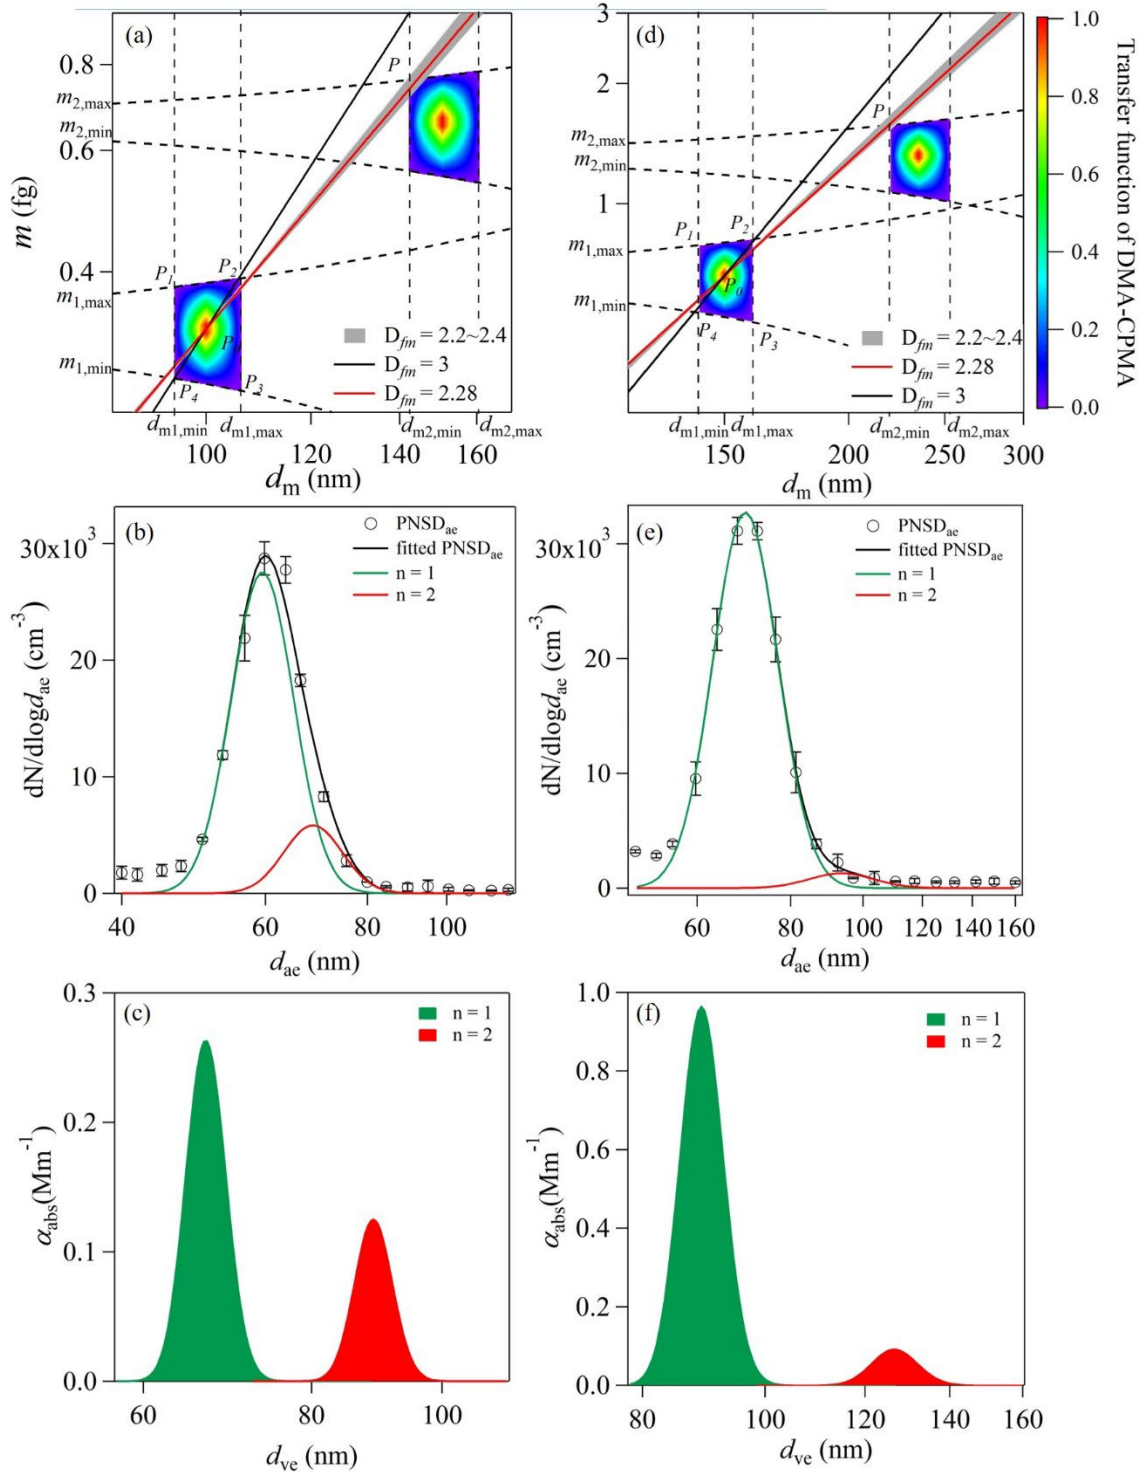 (a)
0.8
0.6
0.4
m (fg)
m2,max
m2,min
m1,max
m1,min
P
P1
P2
P
P4
P3
Dfm = 2.2~2.4
Dfm = 3
Dfm = 2.28
dm1,min
dm1,max
dm2,min
dm2,max
100 120 140 160
dm (nm)
(d)
3
2
1
m2,max
m2,min
m1,max
m1,min
P
P1
P2
P0
P4
P3
Dfm = 2.2~2.4
Dfm = 2.28
Dfm = 3
dm1,min
dm1,max
dm2,min
dm2,max
150 200 250 300
dm (nm)
1.0
0.8
0.6
0.4
0.2
0.0
Transfer function of DMA-CPMA
(b)
PNSDae
fitted PNSDae
n = 1
n = 2
30x10³
20
10
0
dN/dlogdae (cm-3)
40 60 80 100
dae (nm)
(e)
PNSDae
fitted PNSDae
n = 1
n = 2
30x10³
20
10
0
dN/dlogdae (cm-3)
60 80 100 120 140 160
dae (nm)
(c)
n = 1
n = 2
0.3
0.2
0.1
0.0
αabs(Mm-1)
60 80 100
dve (nm)
(f)
n = 1
n = 2
1.0
0.8
0.6
0.4
0.2
0.0
αabs(Mm-1)
80 100 120 140 160
dve (nm)